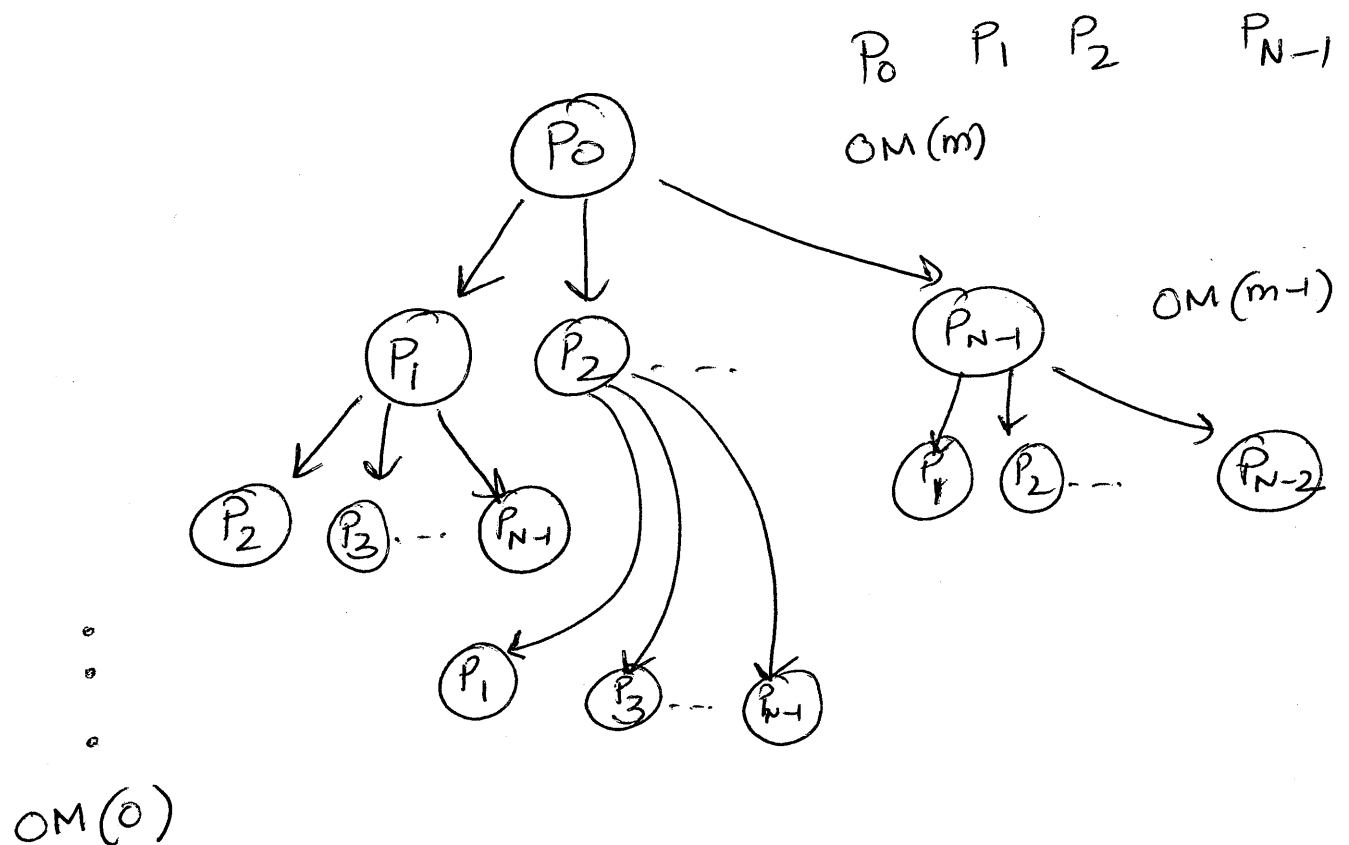 P0 P1 P2 PN-1
P0
OM(m)
OM(m-1)
P1 P2 .... PN-1
P2 P3 .... PN-1
P1 P2 .... PN-2
P1 P3 .... PN-1
OM(0)